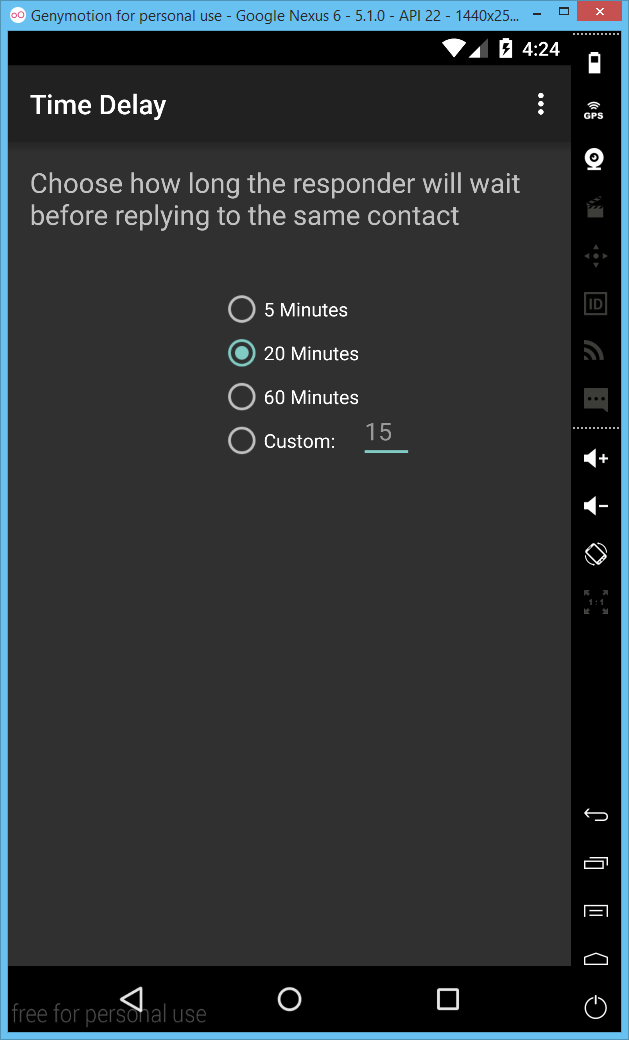 Genymotion for personal use - Google Nexus 6 - 5.1.0 - API 22 - 1440x25...
4:24
Time Delay
GPS
Choose how long the responder will wait
before replying to the same contact
ID
5 Minutes
20 Minutes
60 Minutes
Custom: 15
1:1
free for personal use